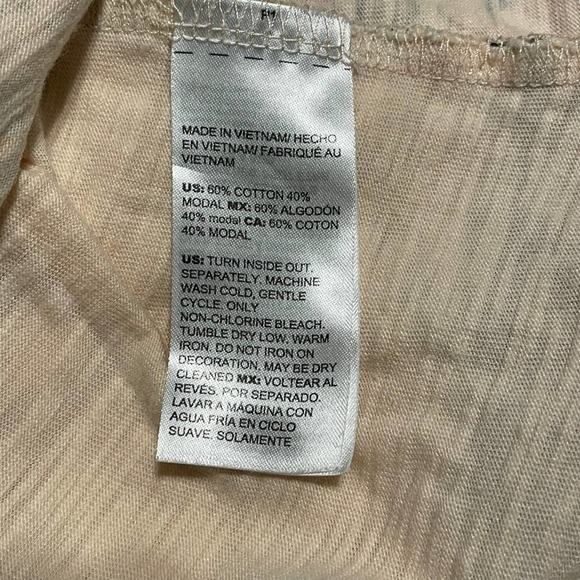 MADE IN VIETNAM/ HECHO
EN VIETNAM/ FABRIQUÉ AU
VIETNAM
US: 60% COTTON 40%
MODAL MX: 60% ALGODÓN
40% modal CA: 60% COTON
40% MODAL
US: TURN INSIDE OUT.
SEPARATELY. MACHINE
WASH COLD, GENTLE
CYCLE. ONLY
NON-CHLORINE BLEACH.
TUMBLE DRY LOW. WARM
IRON. DO NOT IRON ON
DECORATION. MAY BE DRY
CLEANED MX: VOLTEAR AL
REVÉS. POR SEPARADO.
LAVAR A MÁQUINA CON
AGUA FRÍA EN CICLO
SUAVE. SOLAMENTE